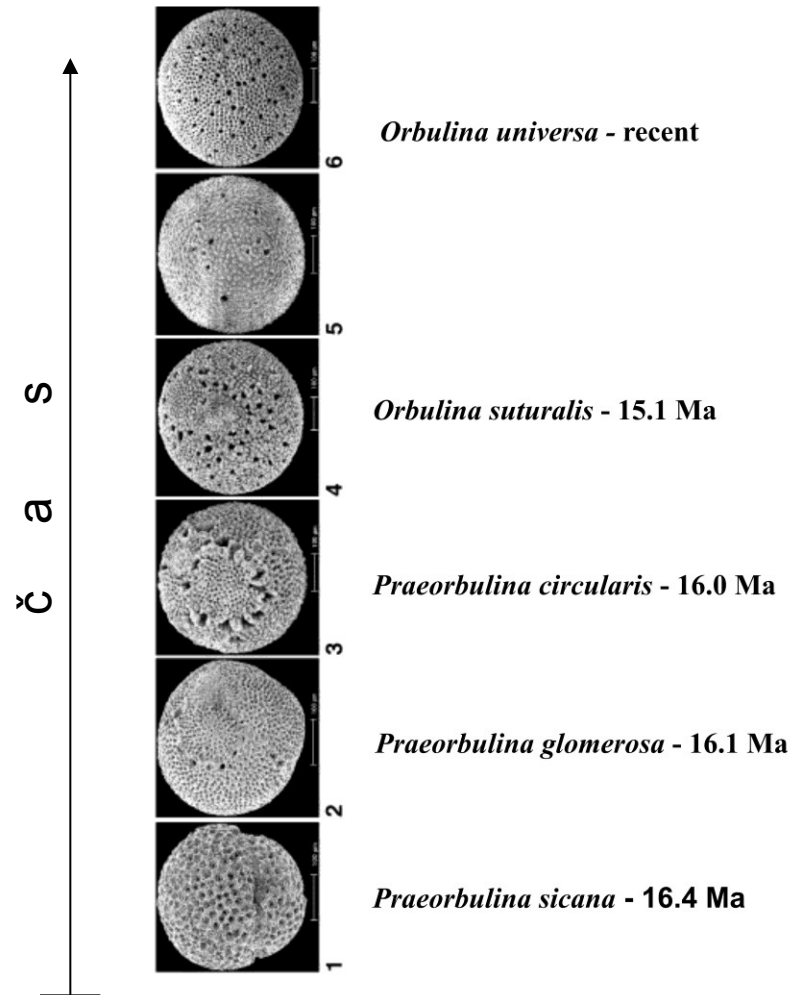 Orbulina universa - recent
6
5
Orbulina suturalis - 15.1 Ma
4
Praeorbulina circularis - 16.0 Ma
3
Praeorbulina glomerosa - 16.1 Ma
2
Praeorbulina sicana - 16.4 Ma
1
č a s